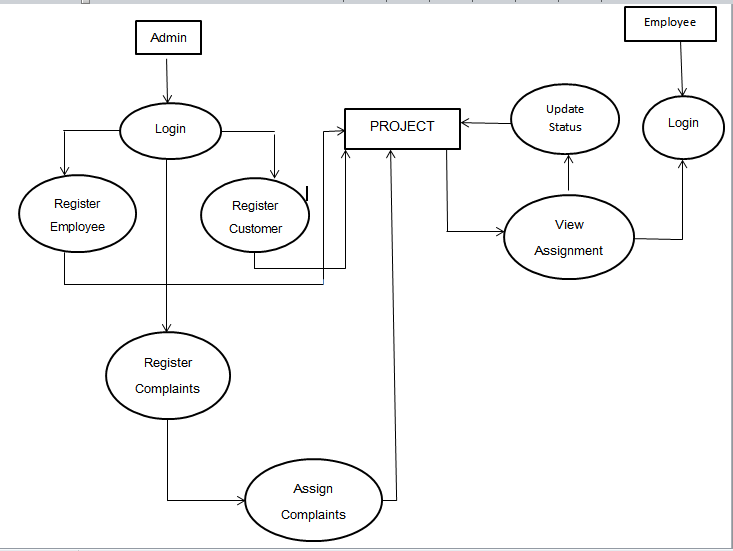 Employee
Admin
Login
PROJECT
Update
Status
Login
Register
Employee
Register
Customer
View
Assignment
Register
Complaints
Assign
Complaints